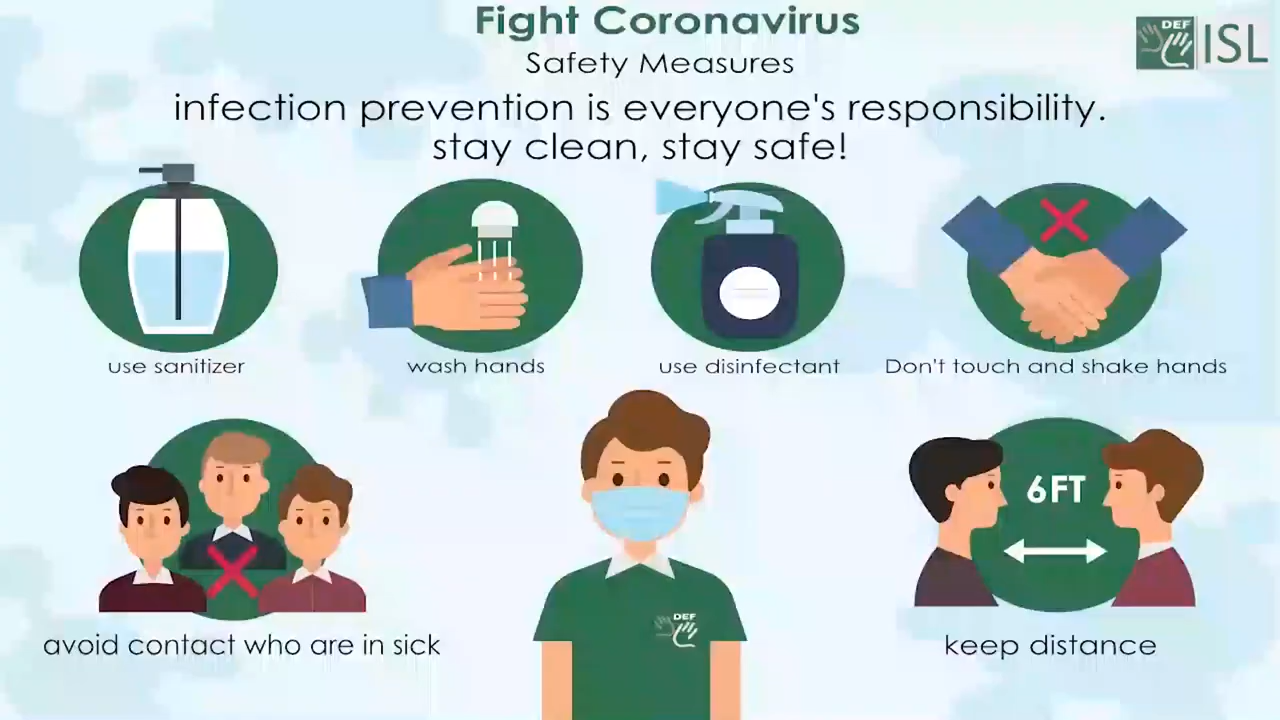 Fight Coronavirus
DEF
ISL
Safety Measures
infection prevention is everyone's responsibility.
stay clean, stay safe!
use sanitizer
wash hands
use disinfectant
Don't touch and shake hands
6FT
DEF
avoid contact who are in sick
keep distance